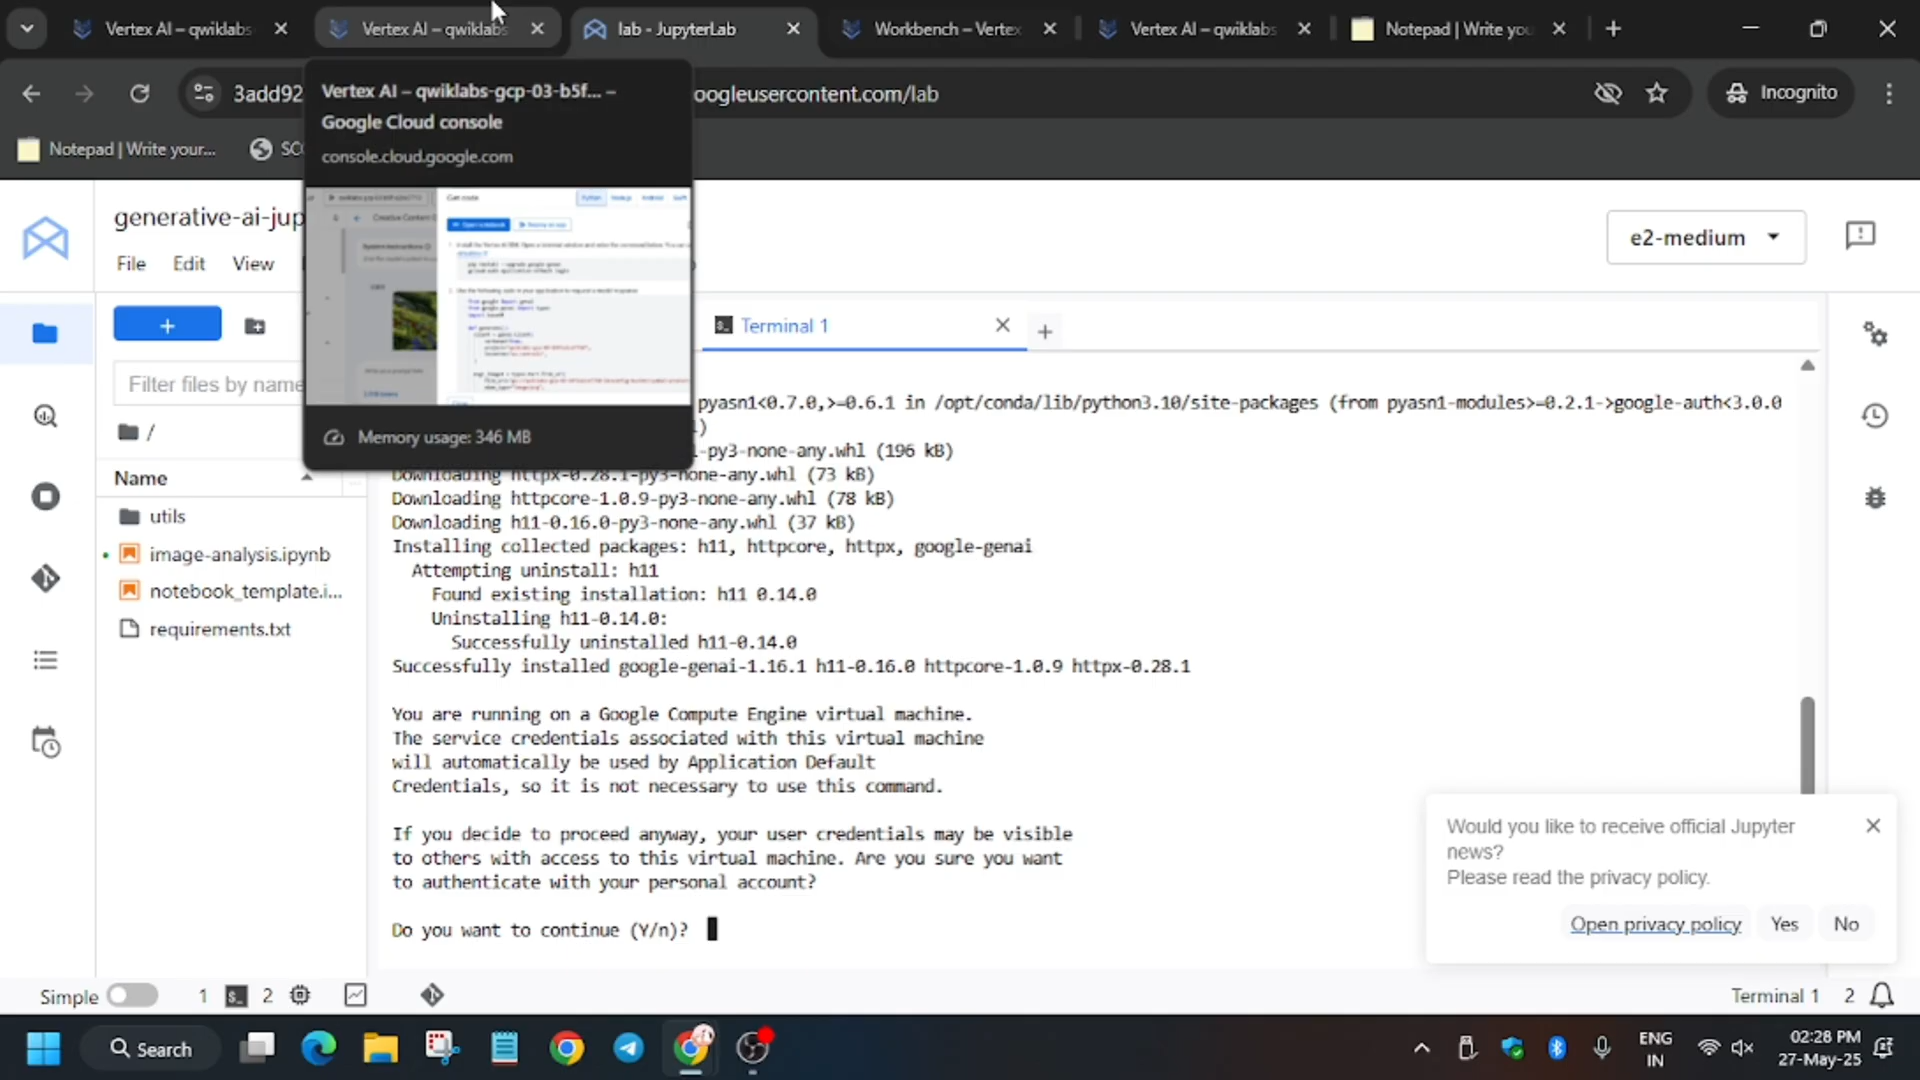 Vertex AI – qwiklabs
Vertex AI – qwiklabs
lab - JupyterLab
Workbench – Vertex
Vertex AI – qwiklabs
Notepad | Write you
3add92
oogleusercontent.com/lab
Incognito
Notepad | Write your...
SC
Vertex AI – qwiklabs-gcp-03-b5f... –
Google Cloud console
console.cloud.google.com
Memory usage: 346 MB
generative-ai-jup
e2-medium
File
Edit
View
Terminal 1
Filter files by name
/
Name
utils
image-analysis.ipynb
notebook_template.i...
requirements.txt
pyasn1<0.7.0,>=0.6.1 in /opt/conda/lib/python3.10/site-packages (from pyasn1-modules>=0.2.1->google-auth<3.0.0
)
-py3-none-any.whl (196 kB)
Downloading httpx-0.28.1-py3-none-any.whl (73 kB)
Downloading httpcore-1.0.9-py3-none-any.whl (78 kB)
Downloading h11-0.16.0-py3-none-any.whl (37 kB)
Installing collected packages: h11, httpcore, httpx, google-genai
Attempting uninstall: h11
Found existing installation: h11 0.14.0
Uninstalling h11-0.14.0:
Successfully uninstalled h11-0.14.0
Successfully installed google-genai-1.16.1 h11-0.16.0 httpcore-1.0.9 httpx-0.28.1
You are running on a Google Compute Engine virtual machine.
The service credentials associated with this virtual machine
will automatically be used by Application Default
Credentials, so it is not necessary to use this command.
If you decide to proceed anyway, your user credentials may be visible
to others with access to this virtual machine. Are you sure you want
to authenticate with your personal account?
Do you want to continue (Y/n)?
Would you like to receive official Jupyter
news?
Please read the privacy policy.
Open privacy policy
Yes
No
Simple
1
2
Terminal 1
2
Search
ENG
IN
02:28 PM
27-May-25